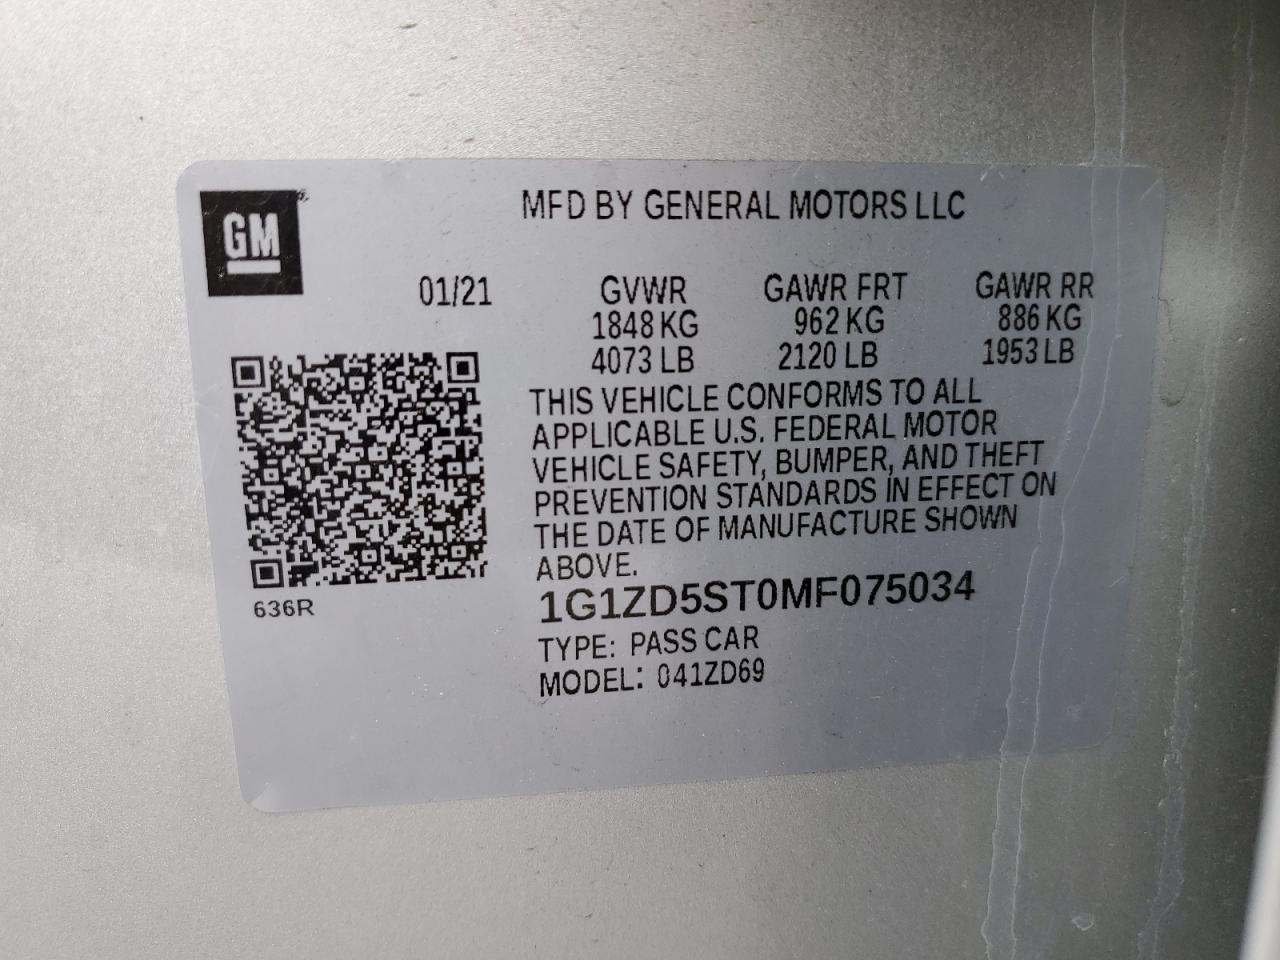 GM
MFD BY GENERAL MOTORS LLC
01/21
GVWR GAWR FRT GAWR RR
1848 KG 962 KG 886 KG
4073 LB 2120 LB 1953 LB
THIS VEHICLE CONFORMS TO ALL
APPLICABLE U.S. FEDERAL MOTOR
VEHICLE SAFETY, BUMPER, AND THEFT
PREVENTION STANDARDS IN EFFECT ON
THE DATE OF MANUFACTURE SHOWN
ABOVE.
636R
1G1ZD5ST0MF075034
TYPE: PASS CAR
MODEL: 041ZD69